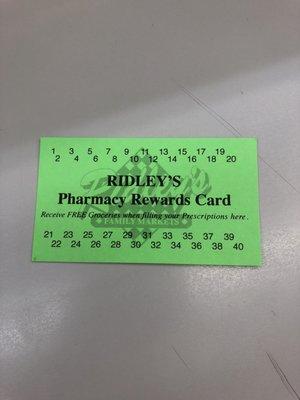 1 3 5 7 9 11 13 15 17 19
2 4 6 8 10 12 14 16 18 20
RIDLEY'S
Pharmacy Rewards Card
Receive FREE Groceries when filling your Prescriptions here.
FAMILY MARKETS
21 23 25 27 29 31 33 35 37 39
22 24 26 28 30 32 34 36 38 40